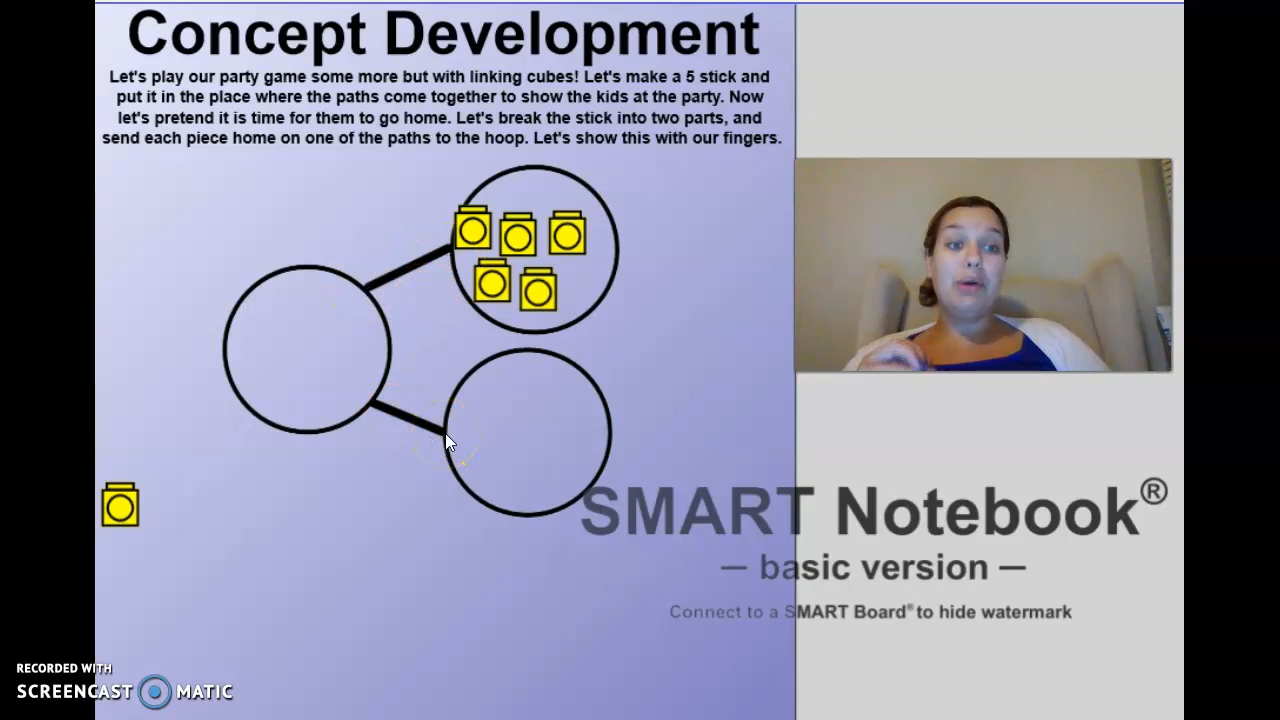 Concept Development
Let's play our party game some more but with linking cubes! Let's make a 5 stick and
put it in the place where the paths come together to show the kids at the party. Now
let's pretend it is time for them to go home. Let's break the stick into two parts, and
send each piece home on one of the paths to the hoop. Let's show this with our fingers.
SMART Notebook®
— basic version —
Connect to a SMART Board® to hide watermark
RECORDED WITH
SCREENCAST MATIC